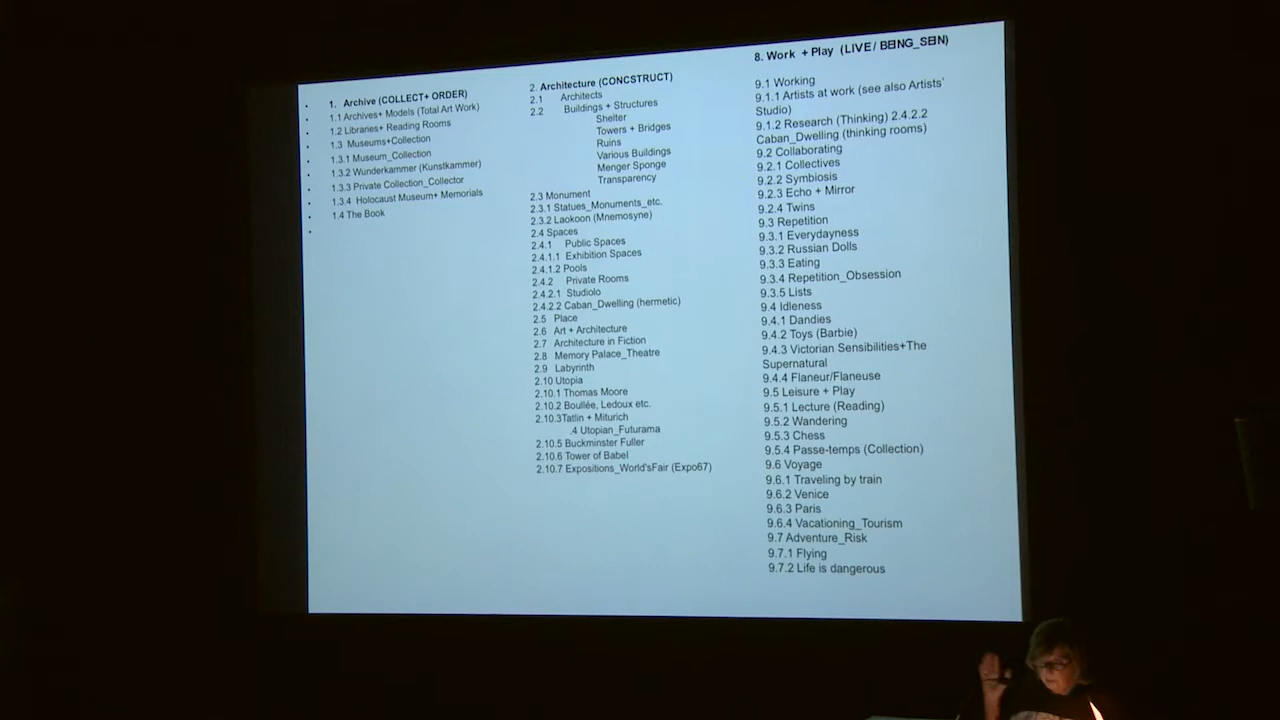 1. Archive (COLLECT+ ORDER)
1.1 Archives+ Models (Total Art Work)
1.2 Libraries+ Reading Rooms
1.3 Museums+Collection
1.3.1 Museum_Collection
1.3.2 Wunderkammer (Kunstkammer)
1.3.3 Private Collection_Collector
1.3.4 Holocaust Museum+ Memorials
1.4 The Book
2. Architecture (CONCSTRUCT)
2.1 Architects
2.2 Buildings + Structures
Shelter
Towers + Bridges
Ruins
Various Buildings
Menger Sponge
Transparency
2.3 Monument
2.3.1 Statues_Monuments_etc.
2.3.2 Laokoon (Mnemosyne)
2.4 Spaces
2.4.1 Public Spaces
2.4.1.1 Exhibition Spaces
2.4.1.2 Pools
2.4.2 Private Rooms
2.4.2.1 Studiolo
2.4.2.2 Caban_Dwelling (hermetic)
2.5 Place
2.6 Art + Architecture
2.7 Architecture in Fiction
2.8 Memory Palace_Theatre
2.9 Labyrinth
2.10 Utopia
2.10.1 Thomas Moore
2.10.2 Boullée, Ledoux etc.
2.10.3Tatlin + Miturich
.4 Utopian_Futurama
2.10.5 Buckminster Fuller
2.10.6 Tower of Babel
2.10.7 Expositions_World'sFair (Expo67)
8. Work + Play (LIVE/ BEING_SEIN)
9.1 Working
9.1.1 Artists at work (see also Artists'
Studio)
9.1.2 Research (Thinking) 2.4.2.2
Caban_Dwelling (thinking rooms)
9.2 Collaborating
9.2.1 Collectives
9.2.2 Symbiosis
9.2.3 Echo + Mirror
9.2.4 Twins
9.3 Repetition
9.3.1 Everydayness
9.3.2 Russian Dolls
9.3.3 Eating
9.3.4 Repetition_Obsession
9.3.5 Lists
9.4 Idleness
9.4.1 Dandies
9.4.2 Toys (Barbie)
9.4.3 Victorian Sensibilities+The
Supernatural
9.4.4 Flaneur/Flaneuse
9.5 Leisure + Play
9.5.1 Lecture (Reading)
9.5.2 Wandering
9.5.3 Chess
9.5.4 Passe-temps (Collection)
9.6 Voyage
9.6.1 Traveling by train
9.6.2 Venice
9.6.3 Paris
9.6.4 Vacationing_Tourism
9.7 Adventure_Risk
9.7.1 Flying
9.7.2 Life is dangerous